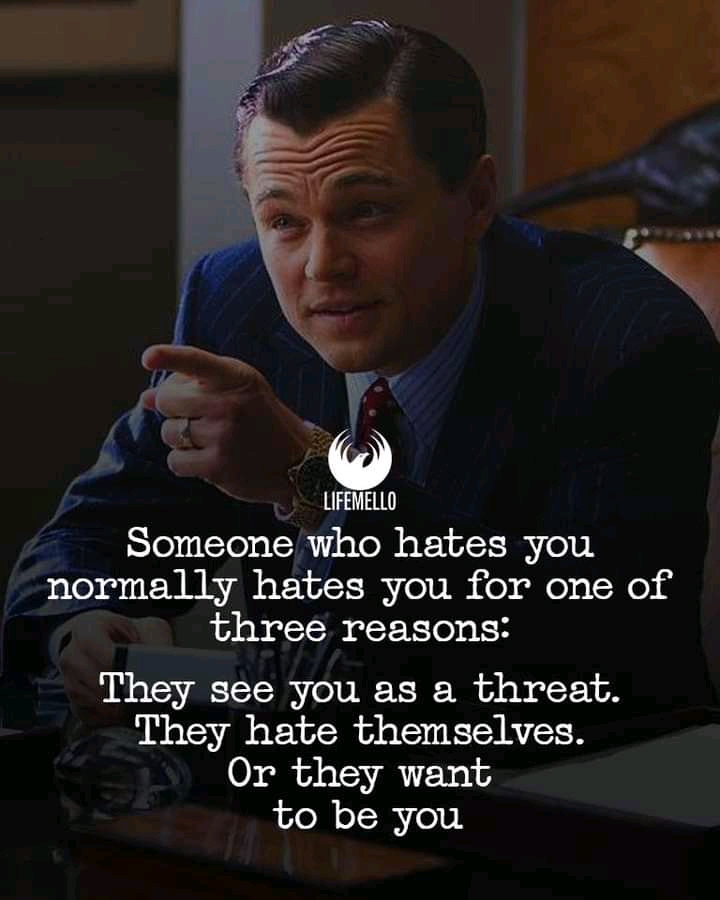 LIFEMELLO
Someone who hates you
normally hates you for one of
three reasons:
They see you as a threat.
They hate themselves.
Or they want
to be you